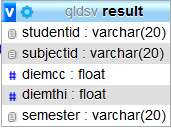 v qldsv result
studentid : varchar(20)
subjectid : varchar(20)
# diemcc : float
# diemthi : float
semester : varchar(20)